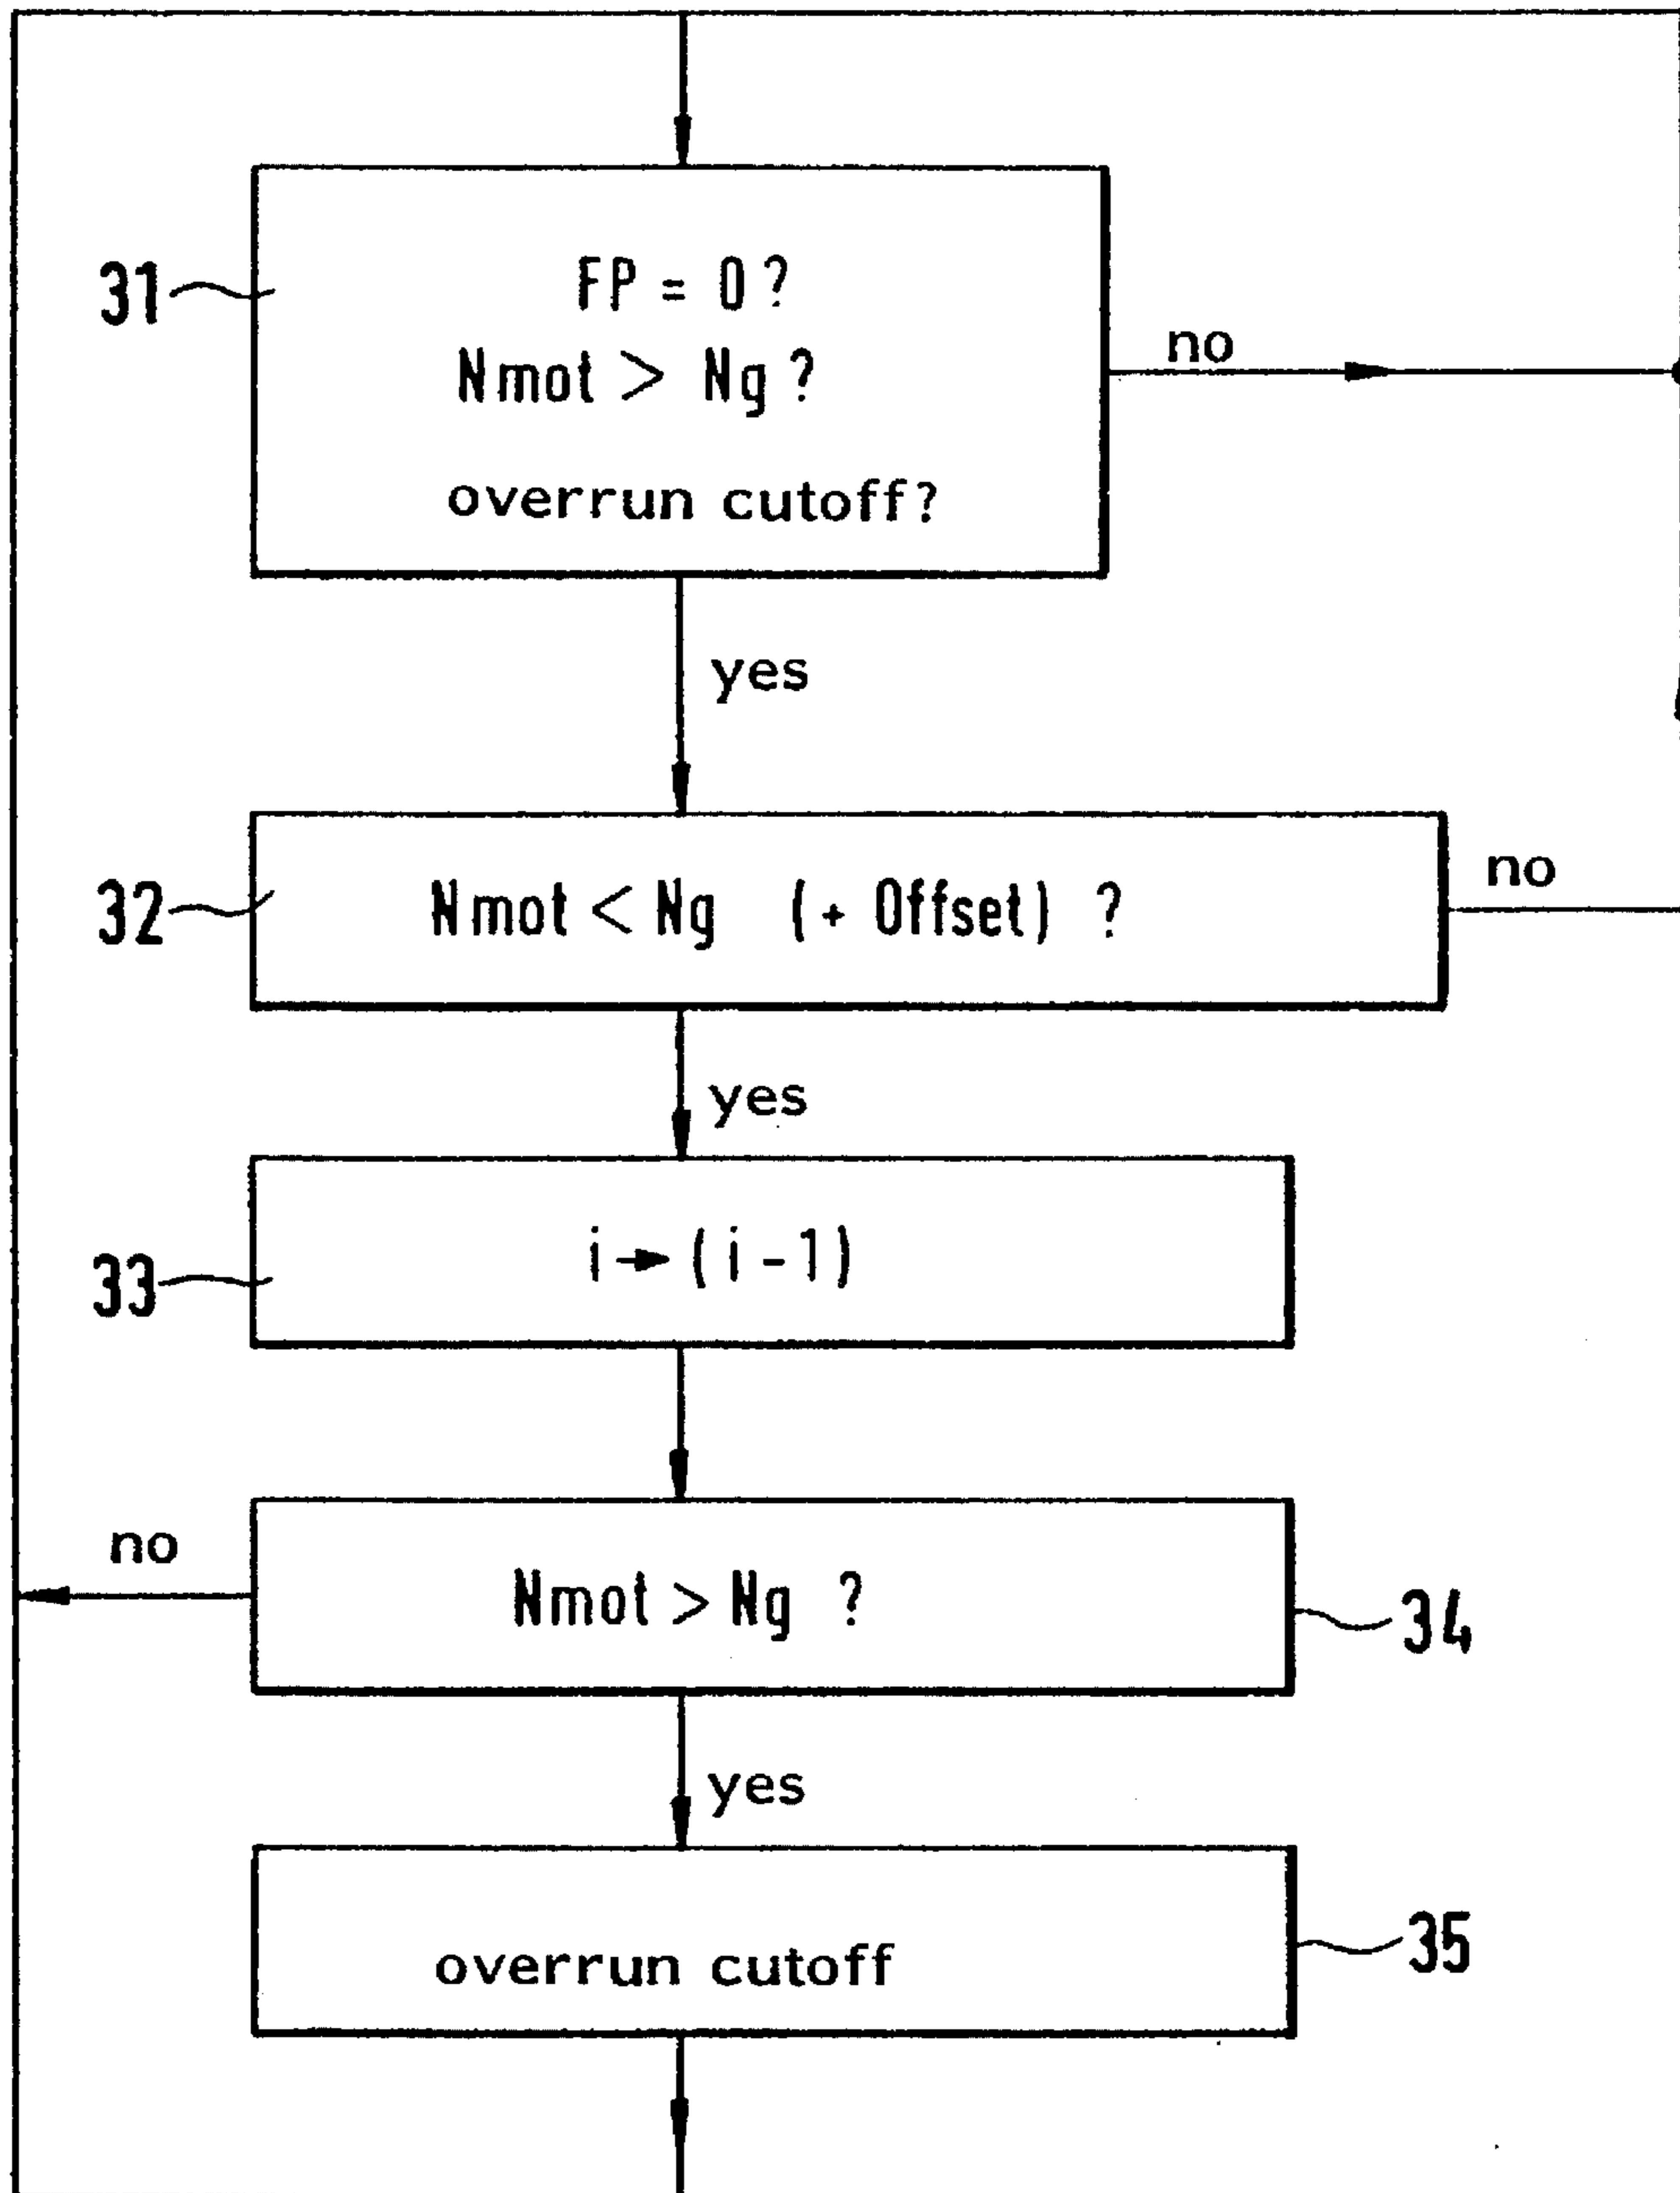 31
FP = 0 ?
Nmot > Ng ?
overrun cutoff?
no
yes
32
Nmot < Ng (+ Offset) ?
no
yes
33
i → (i - 1)
no
Nmot > Ng ?
34
yes
overrun cutoff
35